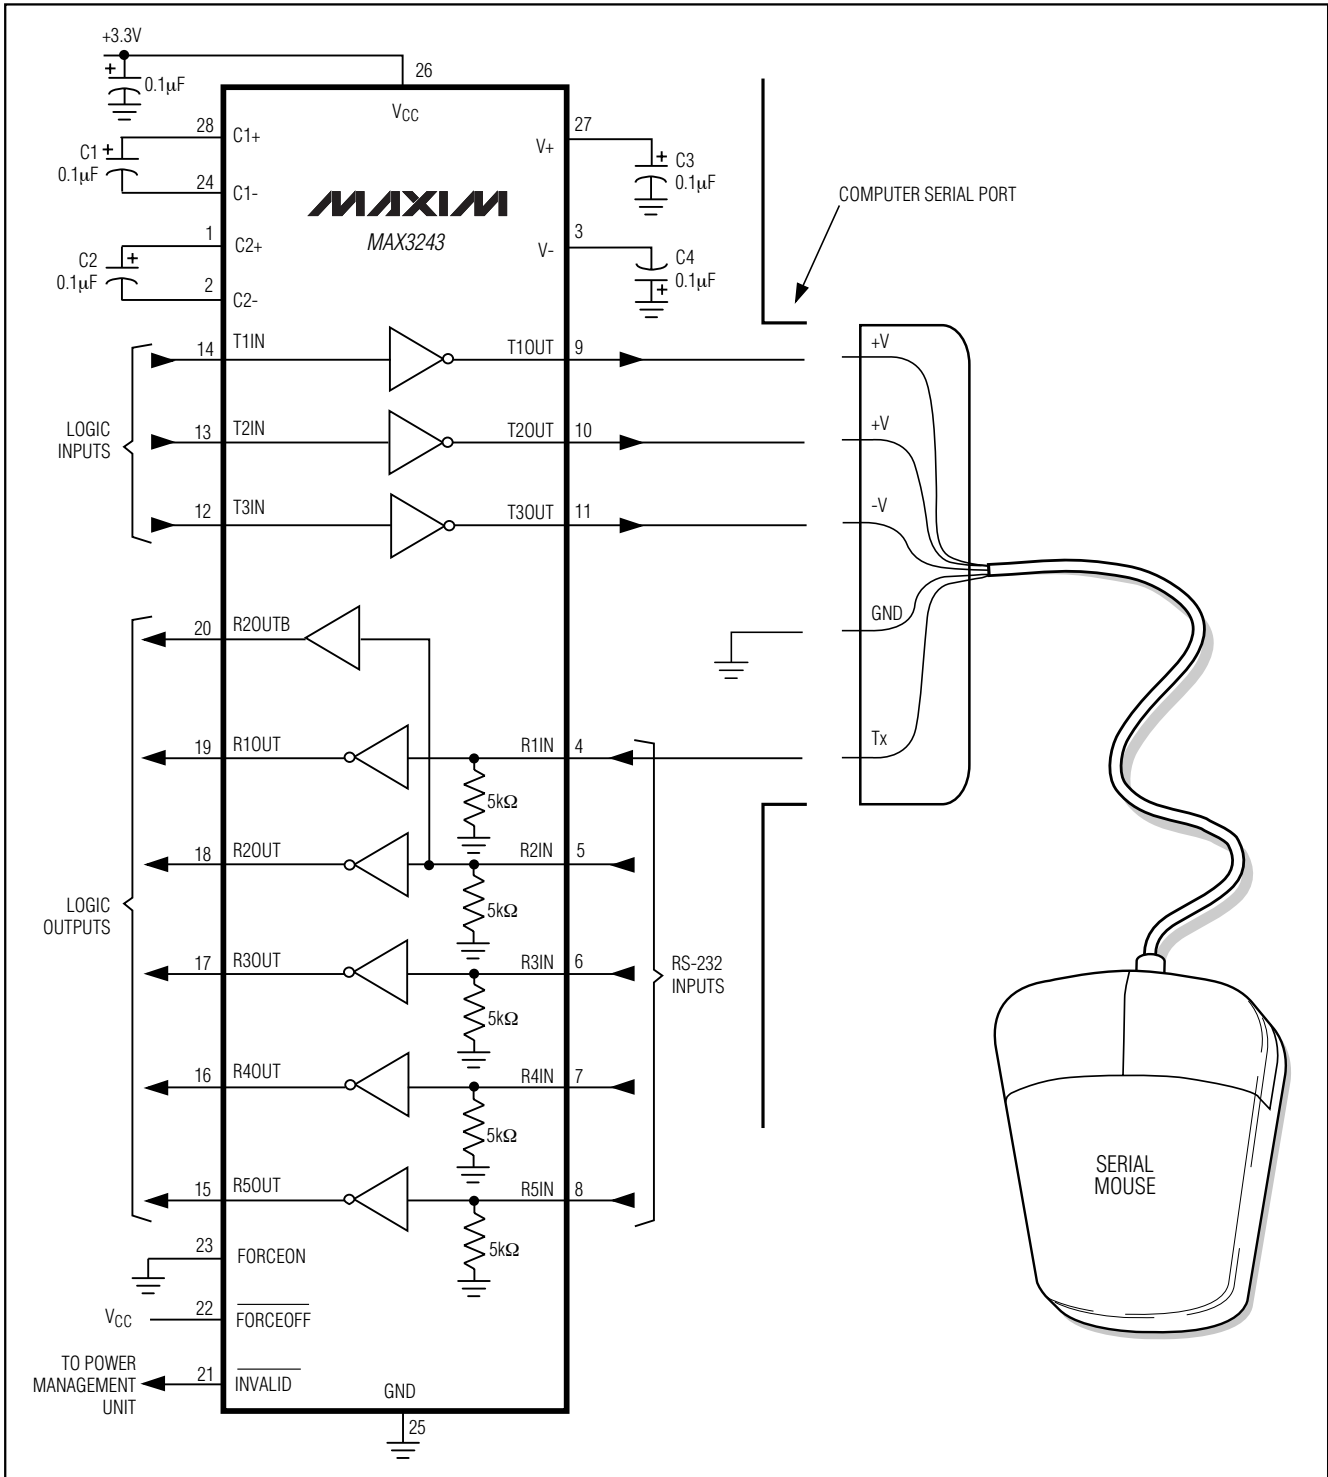 +3.3V
+
0.1µF
26
VCC
28
C1+
C1
+
0.1µF
24
C1-
27
V+
+
C3
0.1µF
MAXIM
MAX3243
COMPUTER SERIAL PORT
1
C2+
C2
+
0.1µF
2
C2-
3
V-
C4
0.1µF
+
14
T1IN
T1OUT
9
+V
LOGIC
INPUTS
13
T2IN
T2OUT
10
+V
12
T3IN
T3OUT
11
-V
20
R2OUTB
GND
19
R1OUT
R1IN
4
Tx
5kΩ
18
R2OUT
R2IN
5
5kΩ
LOGIC
OUTPUTS
17
R3OUT
R3IN
6
5kΩ
RS-232
INPUTS
16
R4OUT
R4IN
7
5kΩ
15
R5OUT
R5IN
8
5kΩ
SERIAL
MOUSE
23
FORCEON
VCC
22
FORCEOFF
TO POWER
MANAGEMENT
UNIT
21
INVALID
GND
25